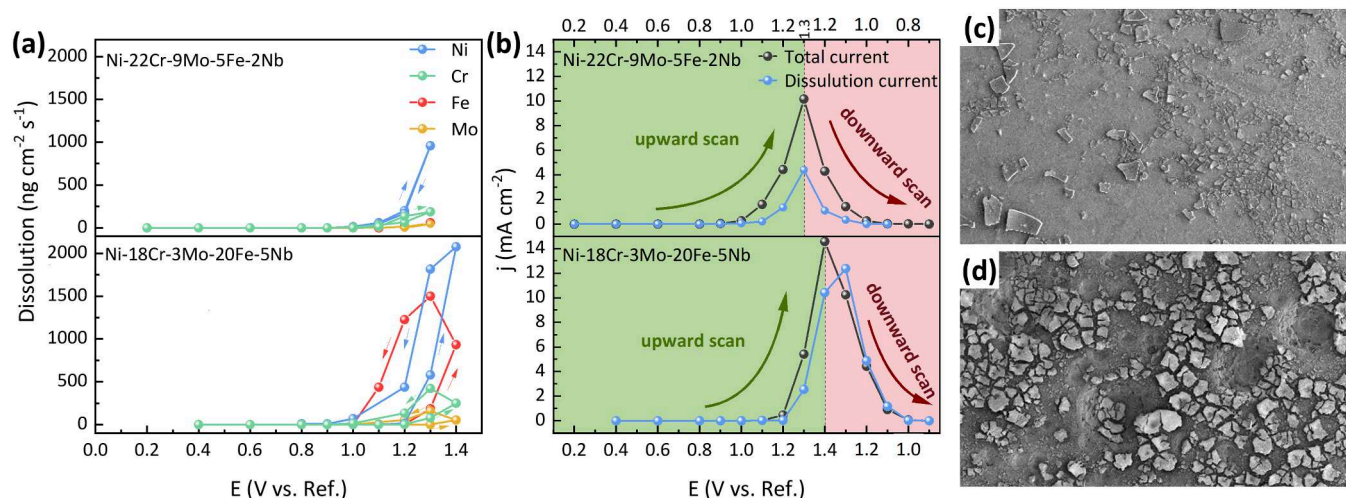 (a)
Ni-22Cr-9Mo-5Fe-2Nb
Ni
Cr
Fe
Mo
2000
1500
1000
500
0
Ni-18Cr-3Mo-20Fe-5Nb
2000
1500
1000
500
0
Dissolution (ng cm⁻² s⁻¹)
0.0 0.2 0.4 0.6 0.8 1.0 1.2 1.4
E (V vs. Ref.)
(b)
0.2 0.4 0.6 0.8 1.0 1.2 1.3 1.2 1.0 0.8
Ni-22Cr-9Mo-5Fe-2Nb
Total current
Dissulution current
upward scan
downward scan
14
12
10
8
6
4
2
0
Ni-18Cr-3Mo-20Fe-5Nb
upward scan
downward scan
14
12
10
8
6
4
2
0
j (mA cm⁻²)
0.2 0.4 0.6 0.8 1.0 1.2 1.4 1.2 1.0
E (V vs. Ref.)
(c)
(d)